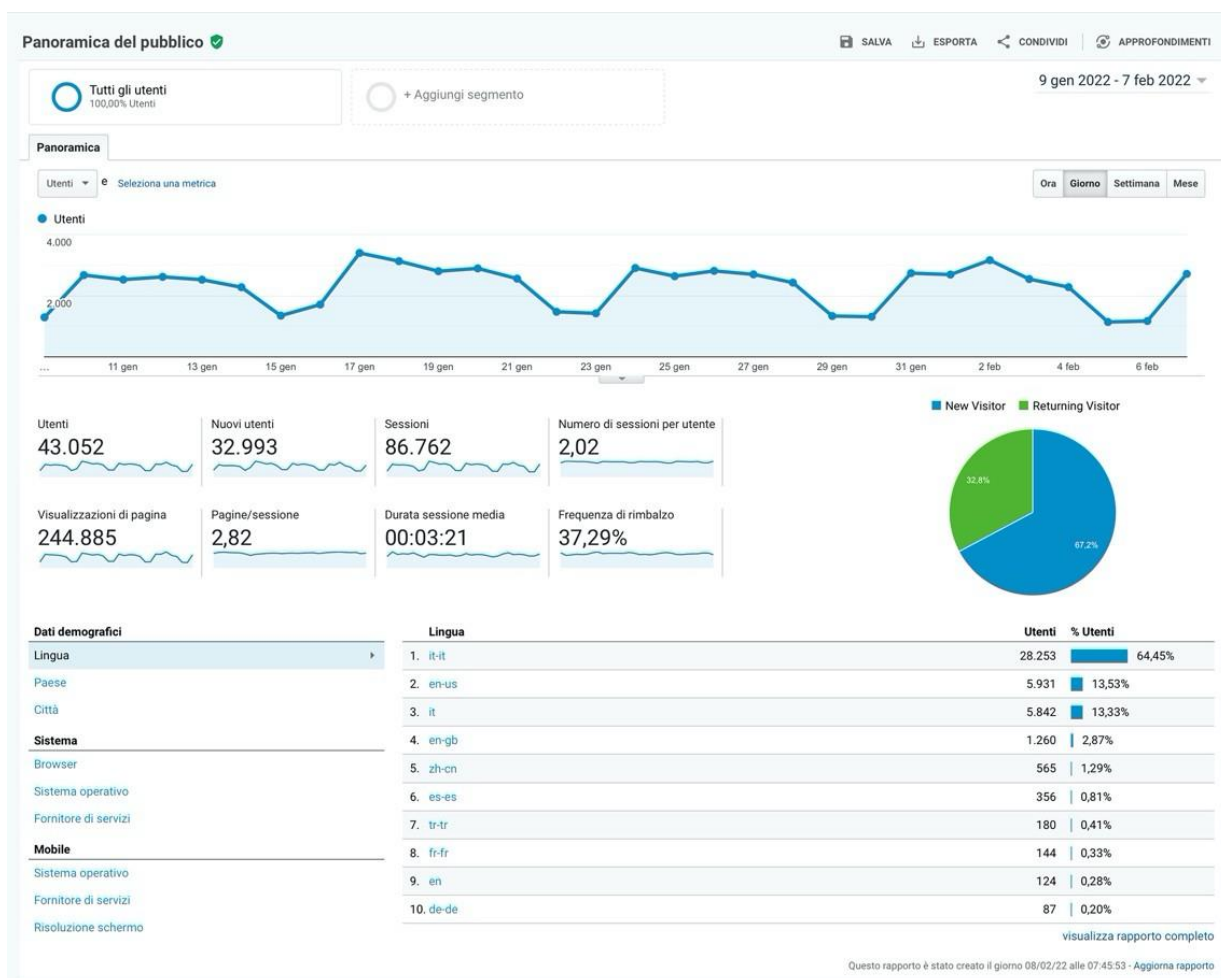 Panoramica del pubblico
SALVA ESPORTA CONDIVIDI APPROFONDIMENTI
Tutti gli utenti
100,00% Utenti
+ Aggiungi segmento
9 gen 2022 - 7 feb 2022
Panoramica
Utenti e Seleziona una metrica
Ora Giorno Settimana Mese
Utenti
4.000
2.000
... 11 gen 13 gen 15 gen 17 gen 19 gen 21 gen 23 gen 25 gen 27 gen 29 gen 31 gen 2 feb 4 feb 6 feb
New Visitor Returning Visitor
Utenti Nuovi utenti Sessioni Numero di sessioni per utente
43.052 32.993 86.762 2,02
32,8%
67,2%
Visualizzazioni di pagina Pagine/sessione Durata sessione media Frequenza di rimbalzo
244.885 2,82 00:03:21 37,29%
Dati demografici
Lingua
Paese
Città
Sistema
Browser
Sistema operativo
Fornitore di servizi
Mobile
Sistema operativo
Fornitore di servizi
Risoluzione schermo
Lingua Utenti % Utenti
1. it-it 28.253 64,45%
2. en-us 5.931 13,53%
3. it 5.842 13,33%
4. en-gb 1.260 2,87%
5. zh-cn 565 1,29%
6. es-es 356 0,81%
7. tr-tr 180 0,41%
8. fr-fr 144 0,33%
9. en 124 0,28%
10. de-de 87 0,20%
visualizza rapporto completo
Questo rapporto è stato creato il giorno 08/02/22 alle 07:45:53 - Aggiorna rapporto